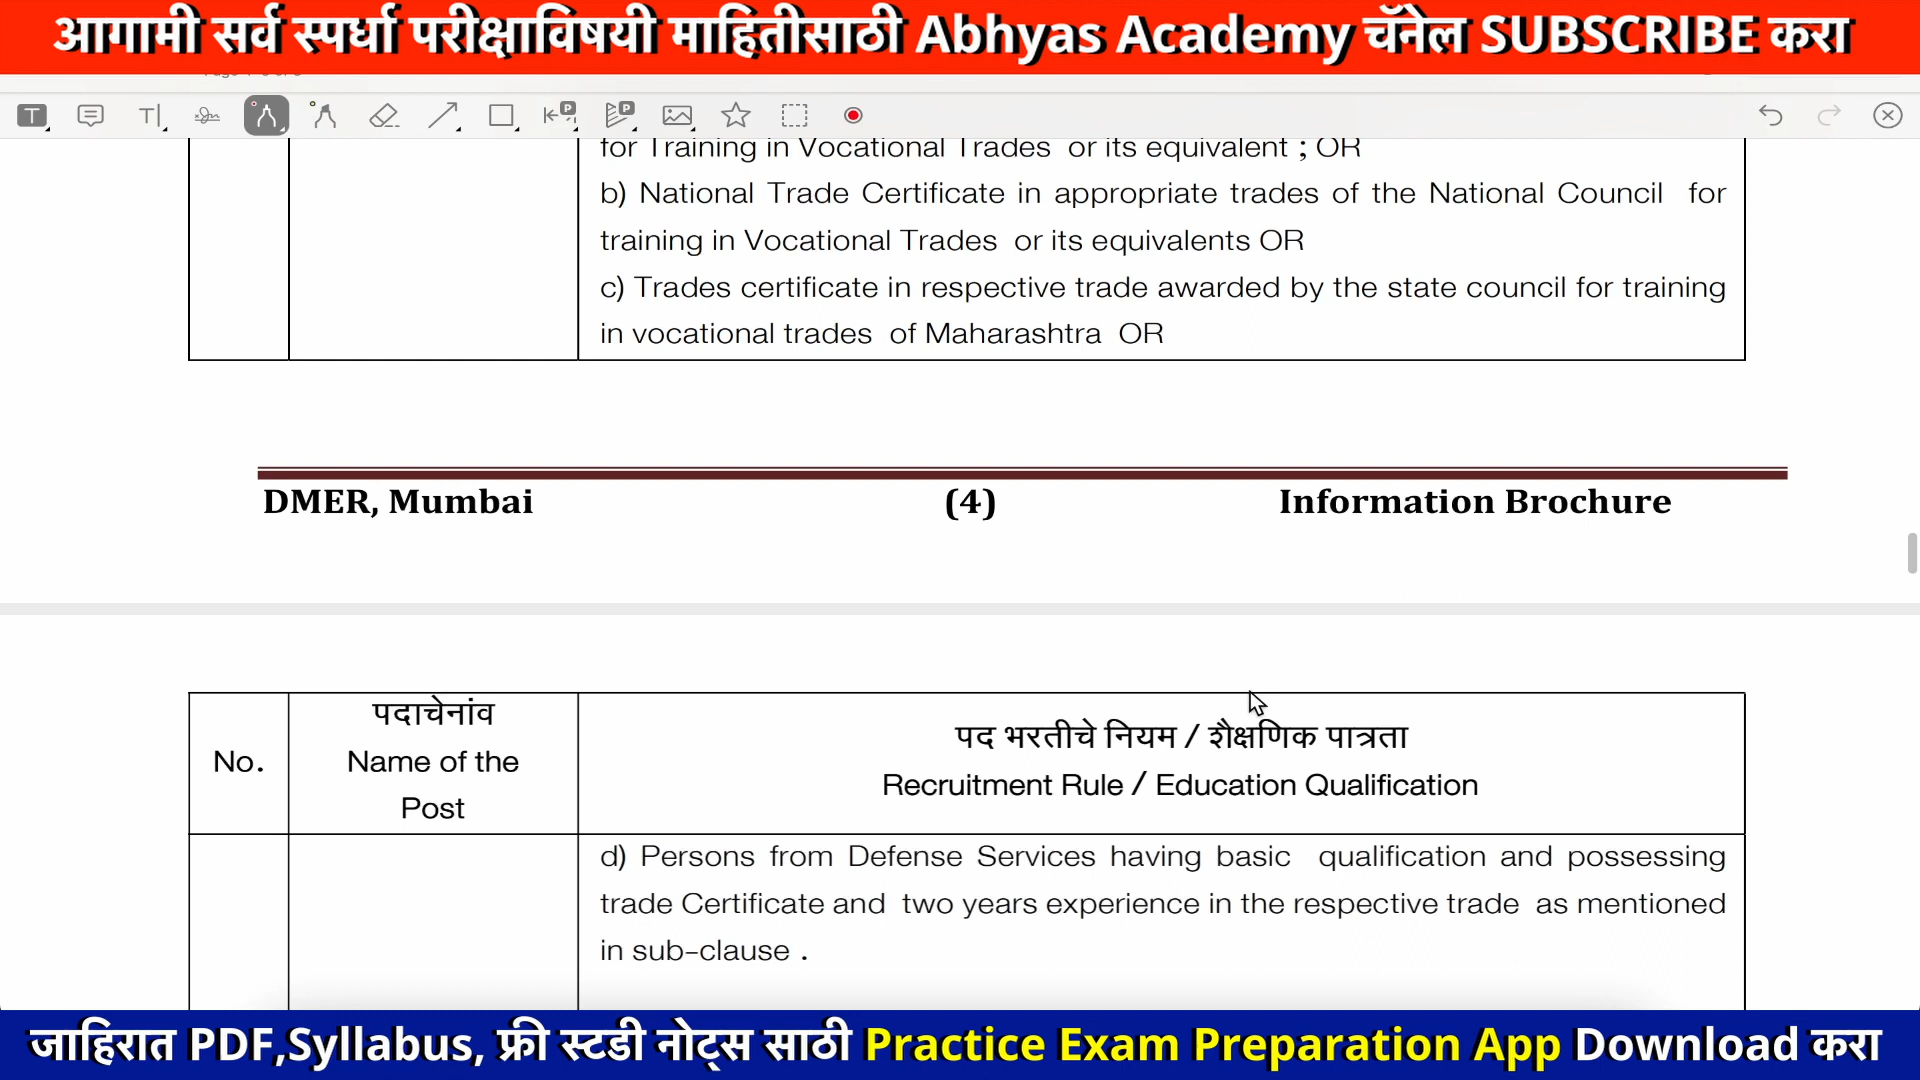 आगामी सर्व स्पर्धा परीक्षाविषयी माहितीसाठी Abhyas Academy चॅनेल SUBSCRIBE करा
for Training in Vocational Trades or its equivalent ; OR
b) National Trade Certificate in appropriate trades of the National Council for
training in Vocational Trades or its equivalents OR
c) Trades certificate in respective trade awarded by the state council for training
in vocational trades of Maharashtra OR
DMER, Mumbai (4) Information Brochure
No.
पदाचेनांव
Name of the
Post
पद भरतीचे नियम / शैक्षणिक पात्रता
Recruitment Rule / Education Qualification
d) Persons from Defense Services having basic qualification and possessing
trade Certificate and two years experience in the respective trade as mentioned
in sub-clause .
जाहिरात PDF,Syllabus, फ्री स्टडी नोट्स साठी Practice Exam Preparation App Download करा